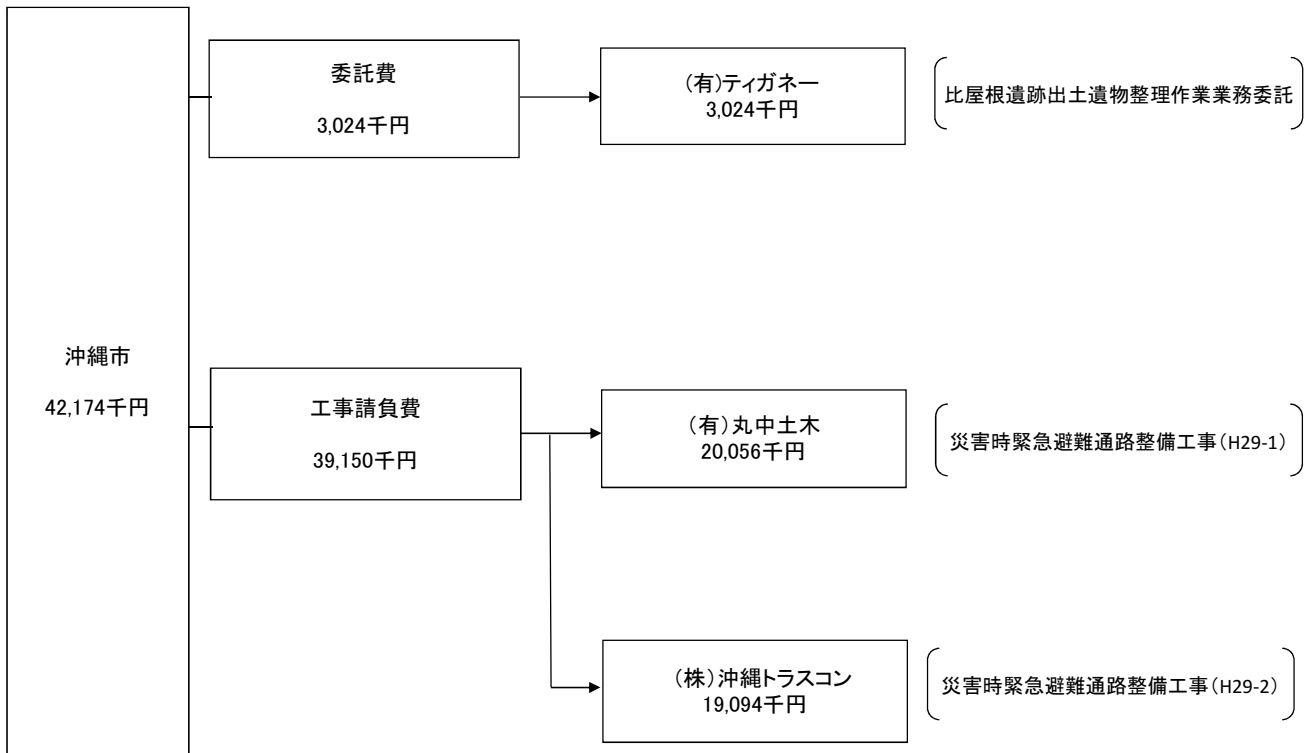 沖縄市
42,174千円
委託費
3,024千円
(有)ティガネー
3,024千円
比屋根遺跡出土遺物整理作業業務委託
工事請負費
39,150千円
(有)丸中土木
20,056千円
災害時緊急避難通路整備工事(H29-1)
(株)沖縄トラスコン
19,094千円
災害時緊急避難通路整備工事(H29-2)